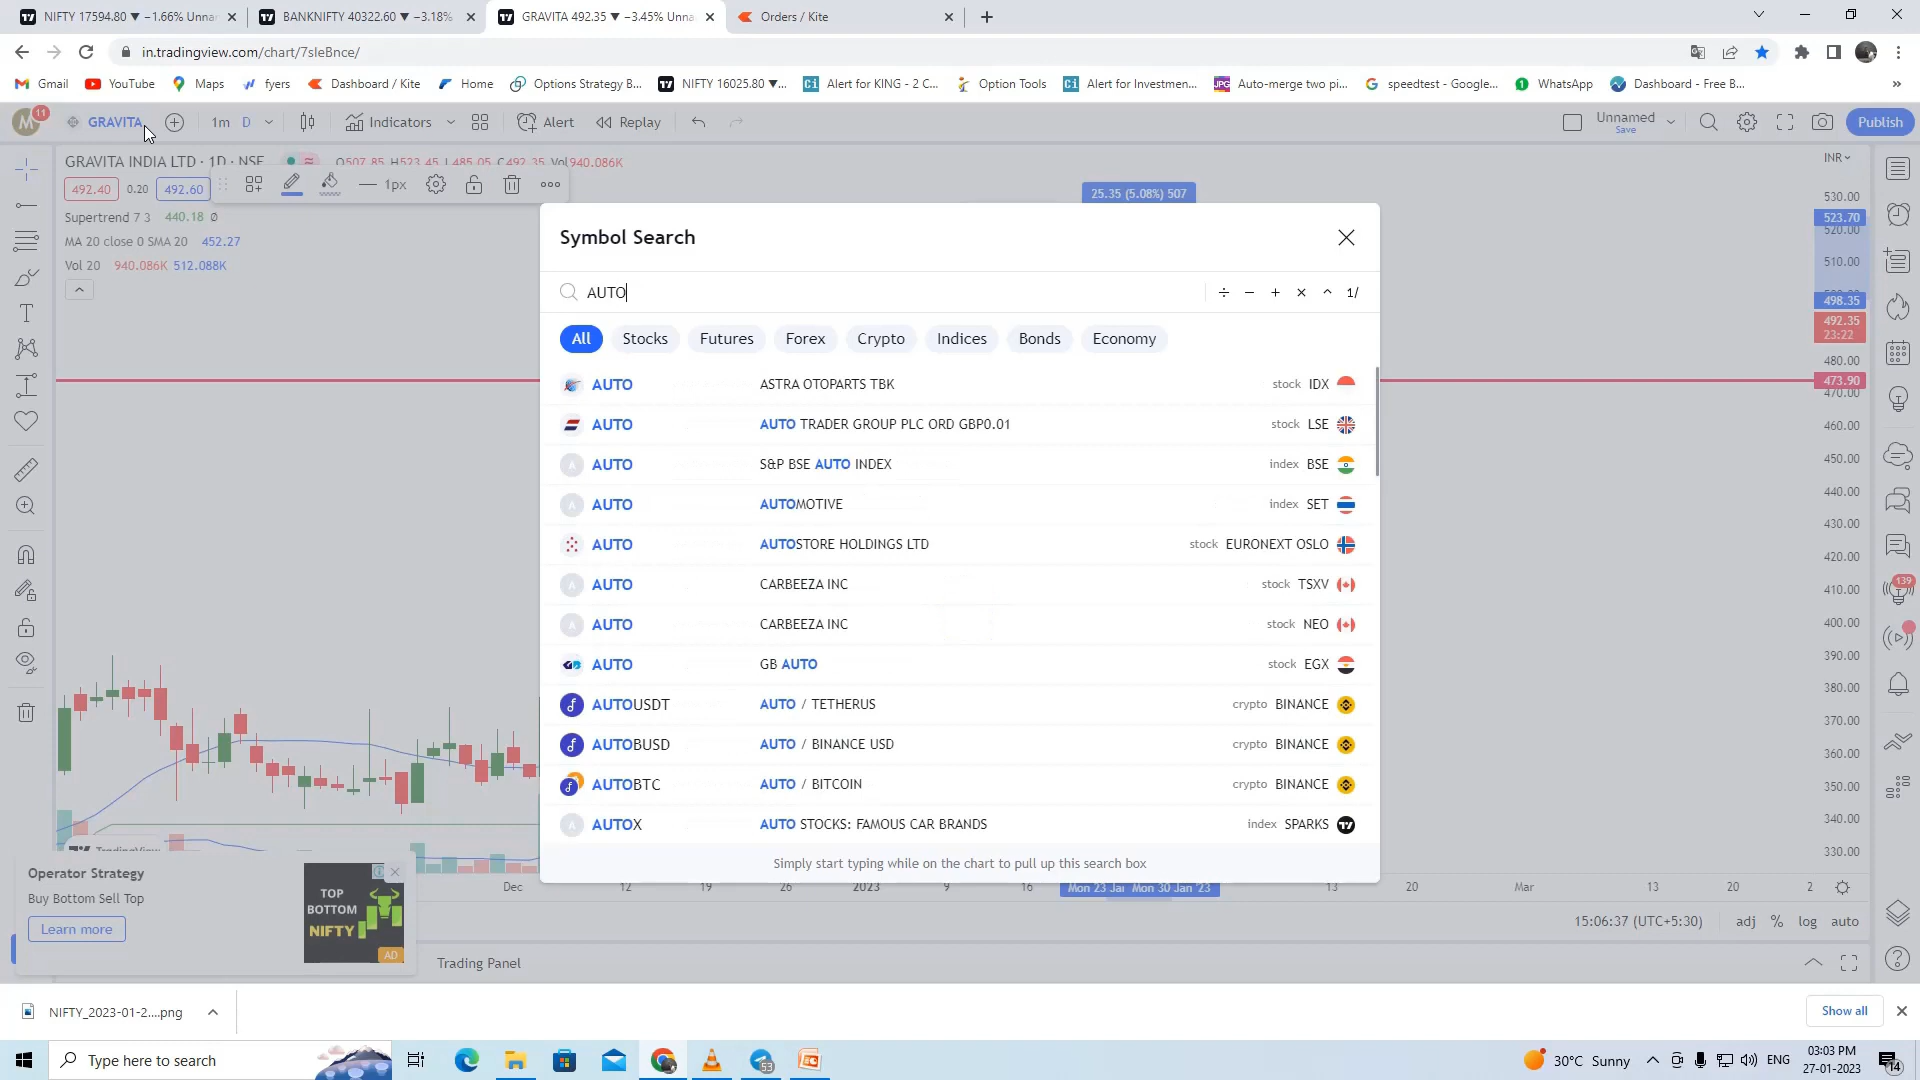 NIFTY 17594.80 ▼ −1.66% Unnar
BANKNIFTY 40322.60 ▼ −3.18%
GRAVITA 492.35 ▼ −3.45% Unna
Orders / Kite
in.tradingview.com/chart/7sleBnce/
Gmail YouTube Maps fyers Dashboard / Kite Home Options Strategy B... NIFTY 16025.80 ▼... Alert for KING - 2 C... Option Tools Alert for Investmen... Auto-merge two pi... speedtest - Google... WhatsApp Dashboard - Free B... »
M 11 GRAVITA 1m D Indicators Alert Replay Unnamed Save Publish
GRAVITA INDIA LTD · 1D · NSE O507.85 H523.45 L485.05 C492.35 Vol940.086K INR
492.40 0.20 492.60 1px
Supertrend 7 3 440.18 Ø
MA 20 close 0 SMA 20 452.27
Vol 20 940.086K 512.088K
25.35 (5.08%) 507
Symbol Search
AUTO ÷ − + × ^ 1/
All Stocks Futures Forex Crypto Indices Bonds Economy
AUTO ASTRA OTOPARTS TBK stock IDX
AUTO AUTO TRADER GROUP PLC ORD GBP0.01 stock LSE
AUTO S&P BSE AUTO INDEX index BSE
AUTO AUTOMOTIVE index SET
AUTO AUTOSTORE HOLDINGS LTD stock EURONEXT OSLO
AUTO CARBEEZA INC stock TSXV
AUTO CARBEEZA INC stock NEO
AUTO GB AUTO stock EGX
AUTOUSDT AUTO / TETHERUS crypto BINANCE
AUTOBUSD AUTO / BINANCE USD crypto BINANCE
AUTOBTC AUTO / BITCOIN crypto BINANCE
AUTOX AUTO STOCKS: FAMOUS CAR BRANDS index SPARKS
Simply start typing while on the chart to pull up this search box
530.00
523.70
520.00
510.00
498.35
492.35
23:22
480.00
473.90
470.00
460.00
450.00
440.00
430.00
420.00
410.00
400.00
390.00
380.00
370.00
360.00
350.00
340.00
330.00
139
TradingView
Operator Strategy
Buy Bottom Sell Top
Learn more
TOP
BOTTOM
NIFTY
AD
Dec 12 19 26 2023 9 16 Mon 23 Jan Mon 30 Jan '23 13 20 Mar 13 20 2
15:06:37 (UTC+5:30) adj % log auto
Trading Panel
NIFTY_2023-01-2....png Show all
Type here to search 53 30°C Sunny ENG 03:03 PM
27-01-2023 14